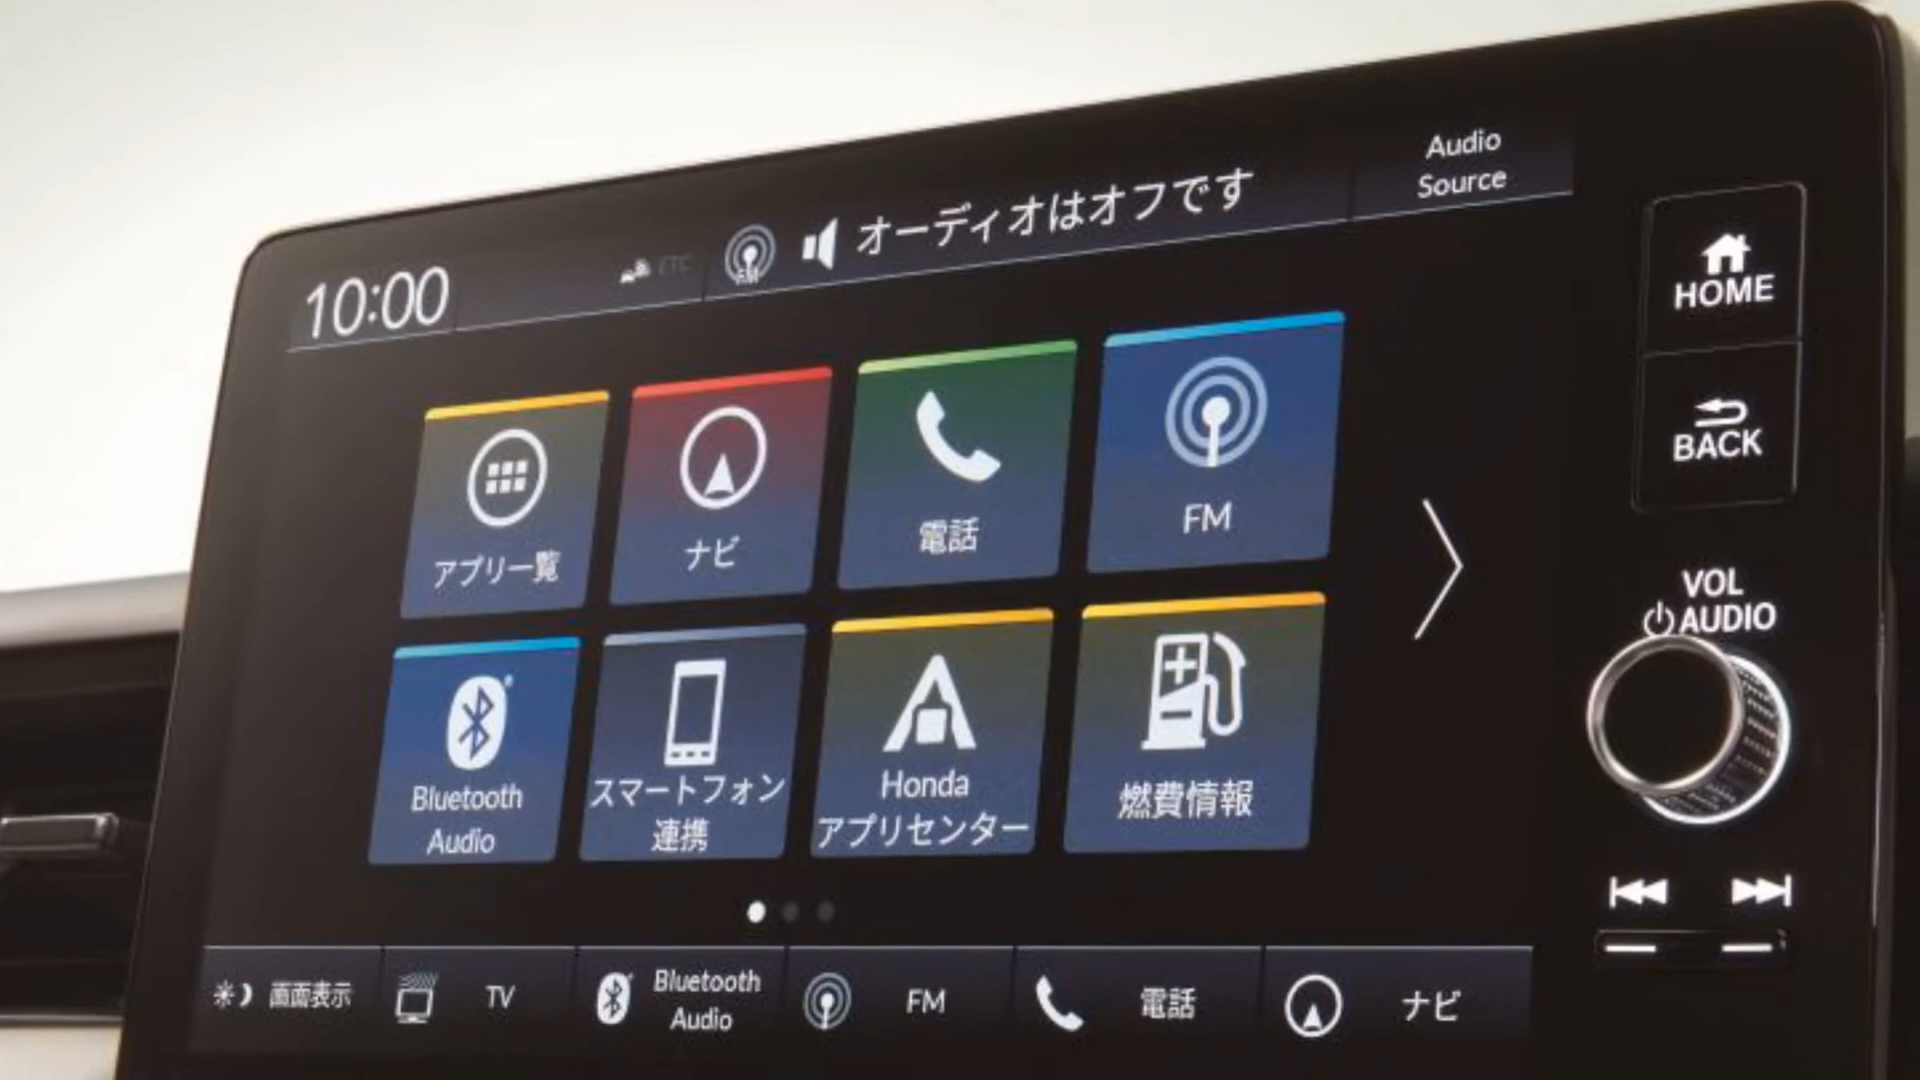 Audio
Source
10:00
ETC
FM
オーディオはオフです
HOME
アプリ一覧
ナビ
電話
FM
BACK
VOL
AUDIO
Bluetooth
Audio
スマートフォン
連携
Honda
アプリセンター
燃費情報
画面表示
TV
Bluetooth
Audio
FM
電話
ナビ